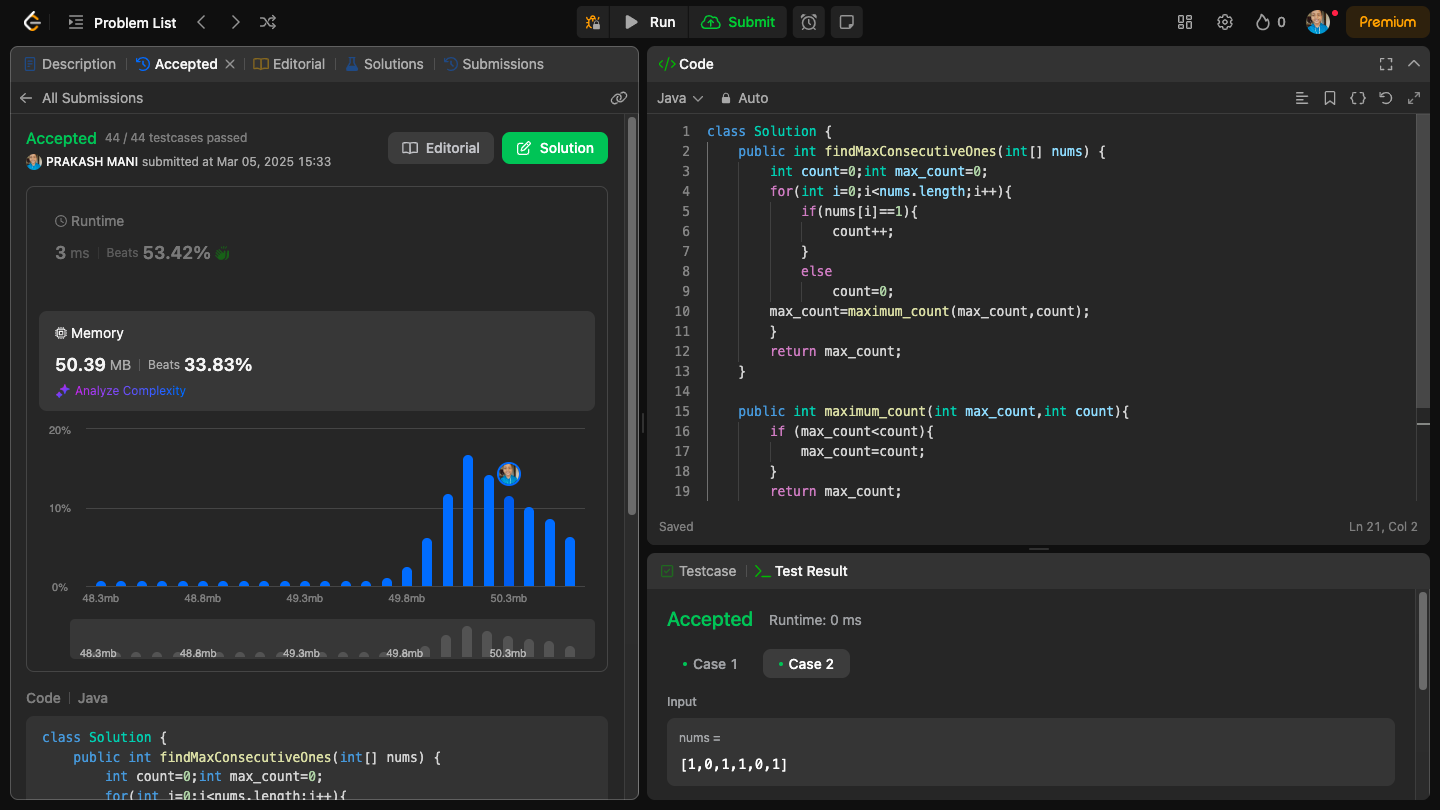 Problem List
Run
Submit
0
Premium
Description
Accepted
Editorial
Solutions
Submissions
All Submissions
Accepted 44 / 44 testcases passed
PRAKASH MANI submitted at Mar 05, 2025 15:33
Editorial
Solution
Runtime
3 ms Beats 53.42%
Memory
50.39 MB Beats 33.83%
Analyze Complexity
20%
10%
0%
48.3mb 48.8mb 49.3mb 49.8mb 50.3mb
48.3mb 48.8mb 49.3mb 49.8mb 50.3mb
Code Java
class Solution {
public int findMaxConsecutiveOnes(int[] nums) {
int count=0;int max_count=0;
for(int i=0;i<nums.length;i++){
</> Code
Java Auto
1 class Solution {
2 public int findMaxConsecutiveOnes(int[] nums) {
3 int count=0;int max_count=0;
4 for(int i=0;i<nums.length;i++){
5 if(nums[i]==1){
6 count++;
7 }
8 else
9 count=0;
10 max_count=maximum_count(max_count,count);
11 }
12 return max_count;
13 }
14
15 public int maximum_count(int max_count,int count){
16 if (max_count<count){
17 max_count=count;
18 }
19 return max_count;
Saved
Ln 21, Col 2
Testcase
Test Result
Accepted Runtime: 0 ms
Case 1
Case 2
Input
nums =
[1,0,1,1,0,1]